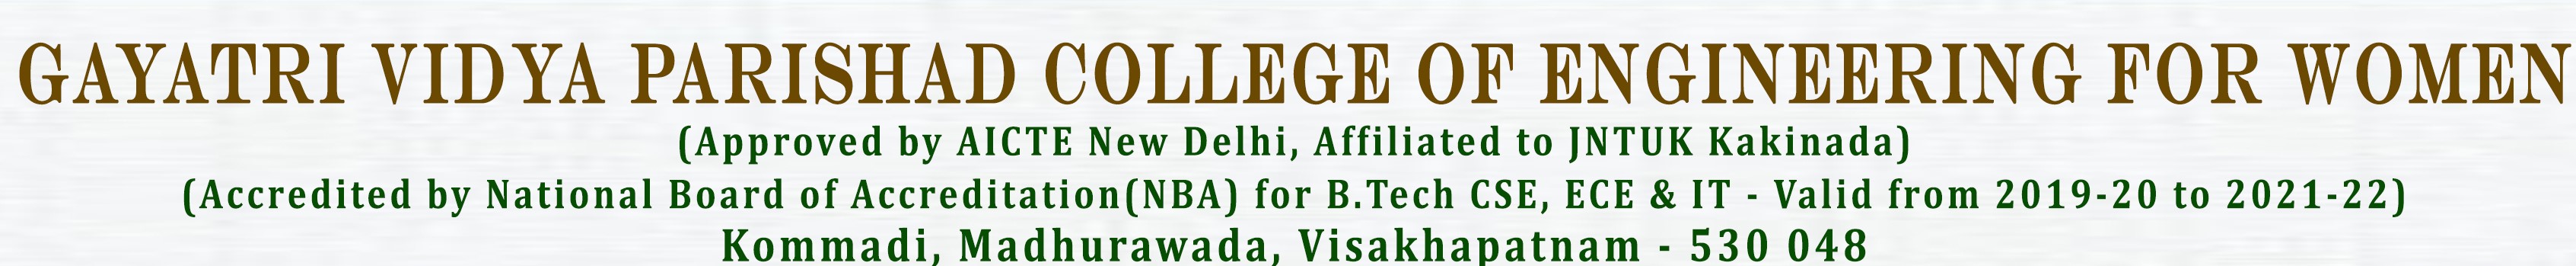 GAYATRI VIDYA PARISHAD COLLEGE OF ENGINEERING FOR WOMEN
(Approved by AICTE New Delhi, Affiliated to JNTUK Kakinada)
(Accredited by National Board of Accreditation(NBA) for B.Tech CSE, ECE & IT - Valid from 2019-20 to 2021-22)
Kommadi, Madhurawada, Visakhapatnam - 530 048